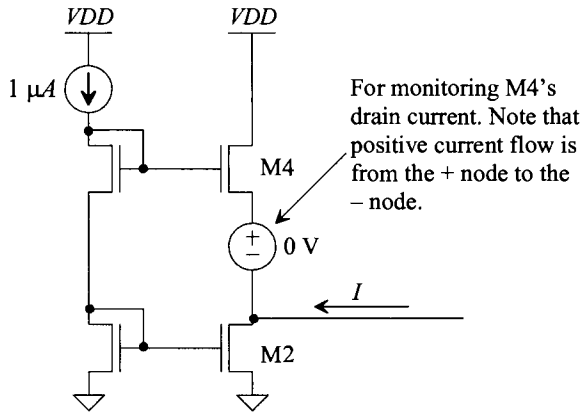 VDD
VDD
1 μA
For monitoring M4's
drain current. Note that
positive current flow is
from the + node to the
– node.
M4
+
–
0 V
I
M2